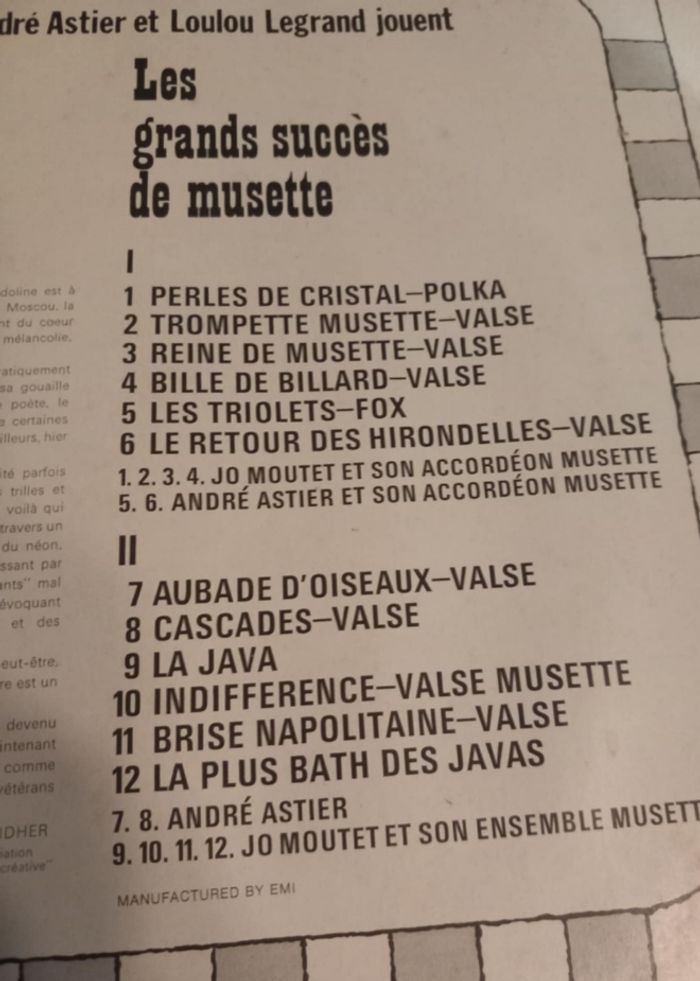 dré Astier et Loulou Legrand jouent
Les
grands succès
de musette
I
1 PERLES DE CRISTAL–POLKA
2 TROMPETTE MUSETTE–VALSE
3 REINE DE MUSETTE–VALSE
4 BILLE DE BILLARD–VALSE
5 LES TRIOLETS–FOX
6 LE RETOUR DES HIRONDELLES–VALSE
1. 2. 3. 4. JO MOUTET ET SON ACCORDÉON MUSETTE
5. 6. ANDRÉ ASTIER ET SON ACCORDÉON MUSETTE
II
7 AUBADE D'OISEAUX–VALSE
8 CASCADES–VALSE
9 LA JAVA
10 INDIFFERENCE–VALSE MUSETTE
11 BRISE NAPOLITAINE–VALSE
12 LA PLUS BATH DES JAVAS
7. 8. ANDRÉ ASTIER
9. 10. 11. 12. JO MOUTET ET SON ENSEMBLE MUSETT
MANUFACTURED BY EMI
doline est à
Moscou, la
nt du coeur
mélancolie,
atiquement
sa gouaille
poète, le
certaines
illeurs, hier
ité parfois
trilles et
voilà qui
travers un
du néon,
ssant par
ants" mal
évoquant
et des
eut-être,
re est un
devenu
intenant
comme
vétérans
IDHER
iation
créative"